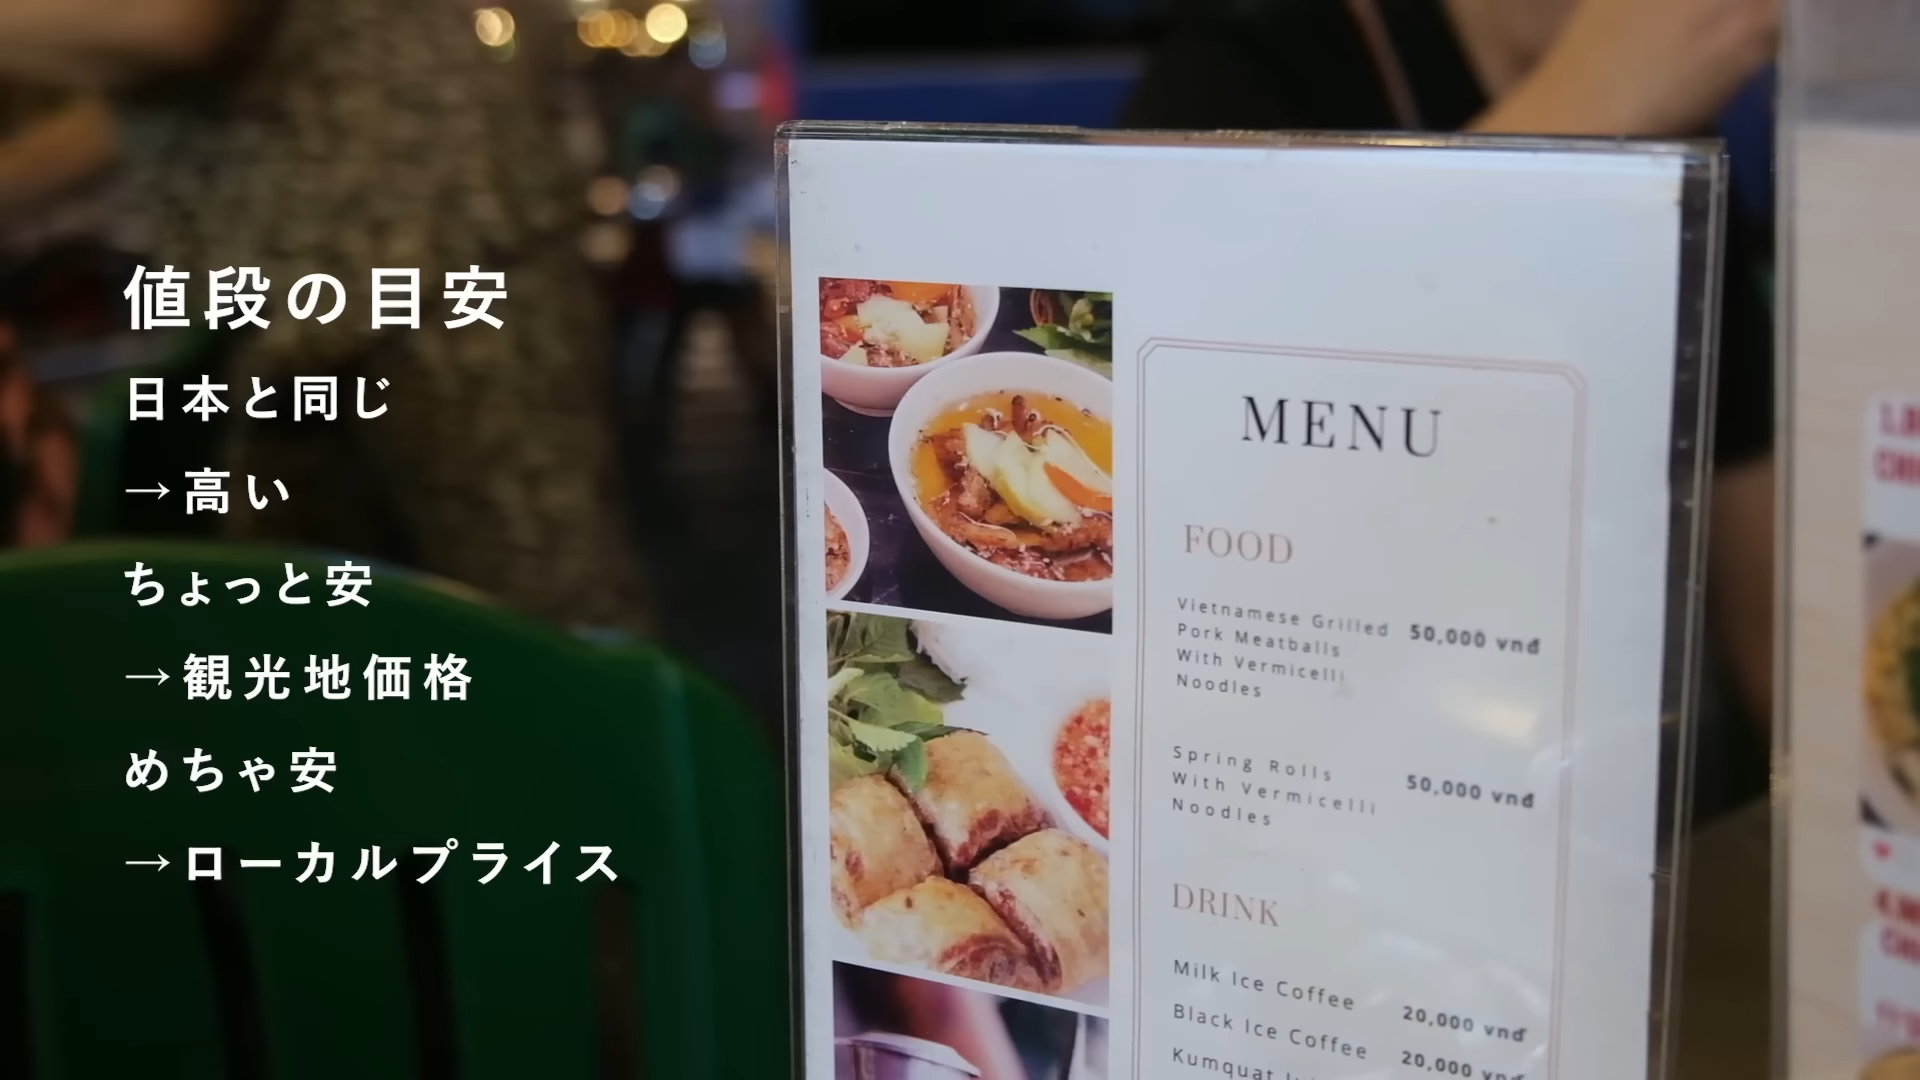 値段の目安
日本と同じ
→高い
ちょっと安
→観光地価格
めちゃ安
→ローカルプライス
MENU
FOOD
Vietnamese Grilled 50,000 vnđ
Pork Meatballs
With Vermicelli
Noodles
Spring Rolls
With Vermicelli 50,000 vnđ
Noodles
DRINK
Milk Ice Coffee 20,000 vnđ
Black Ice Coffee 20,000 vnđ
Kumquat